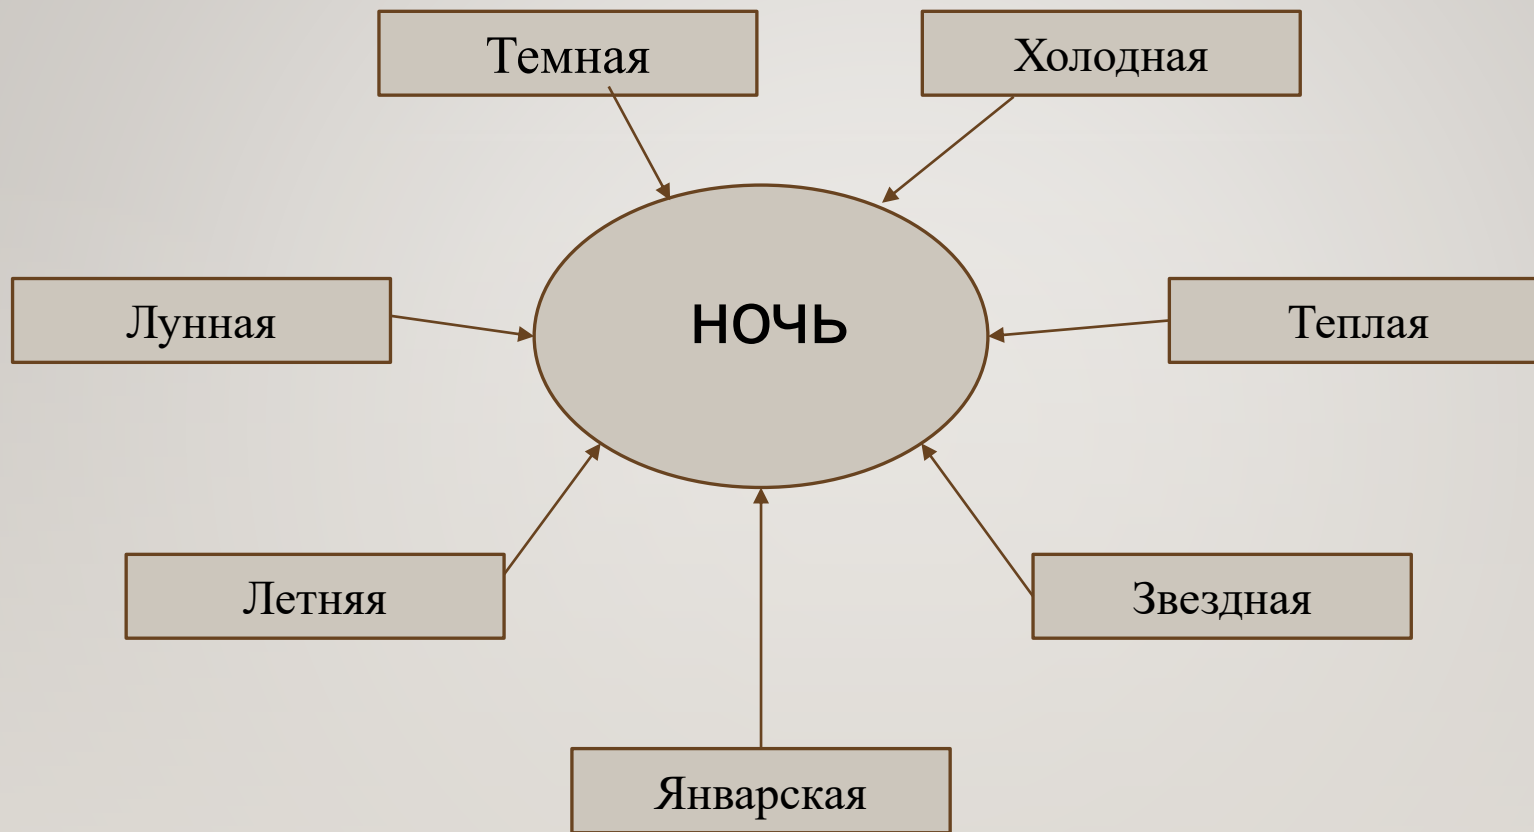 Темная
Холодная
Лунная
ночь
Теплая
Летняя
Звездная
Январская